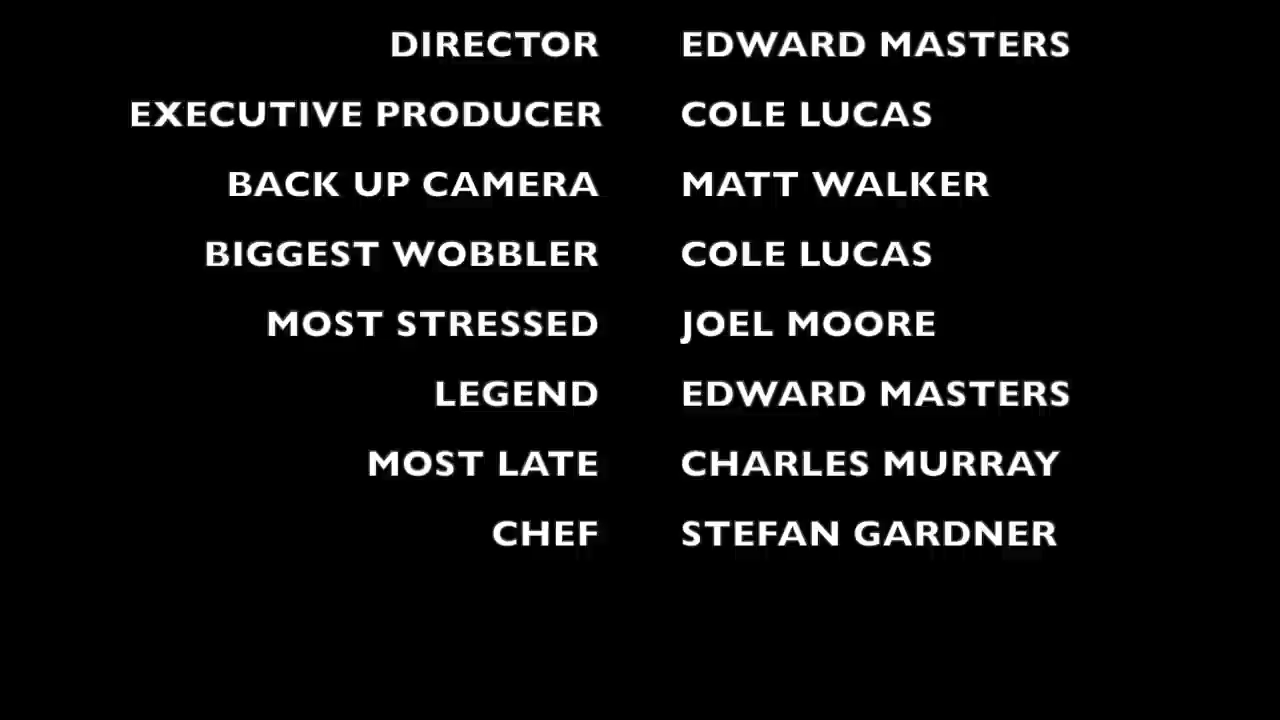 DIRECTOR EDWARD MASTERS
EXECUTIVE PRODUCER COLE LUCAS
BACK UP CAMERA MATT WALKER
BIGGEST WOBBLER COLE LUCAS
MOST STRESSED JOEL MOORE
LEGEND EDWARD MASTERS
MOST LATE CHARLES MURRAY
CHEF STEFAN GARDNER